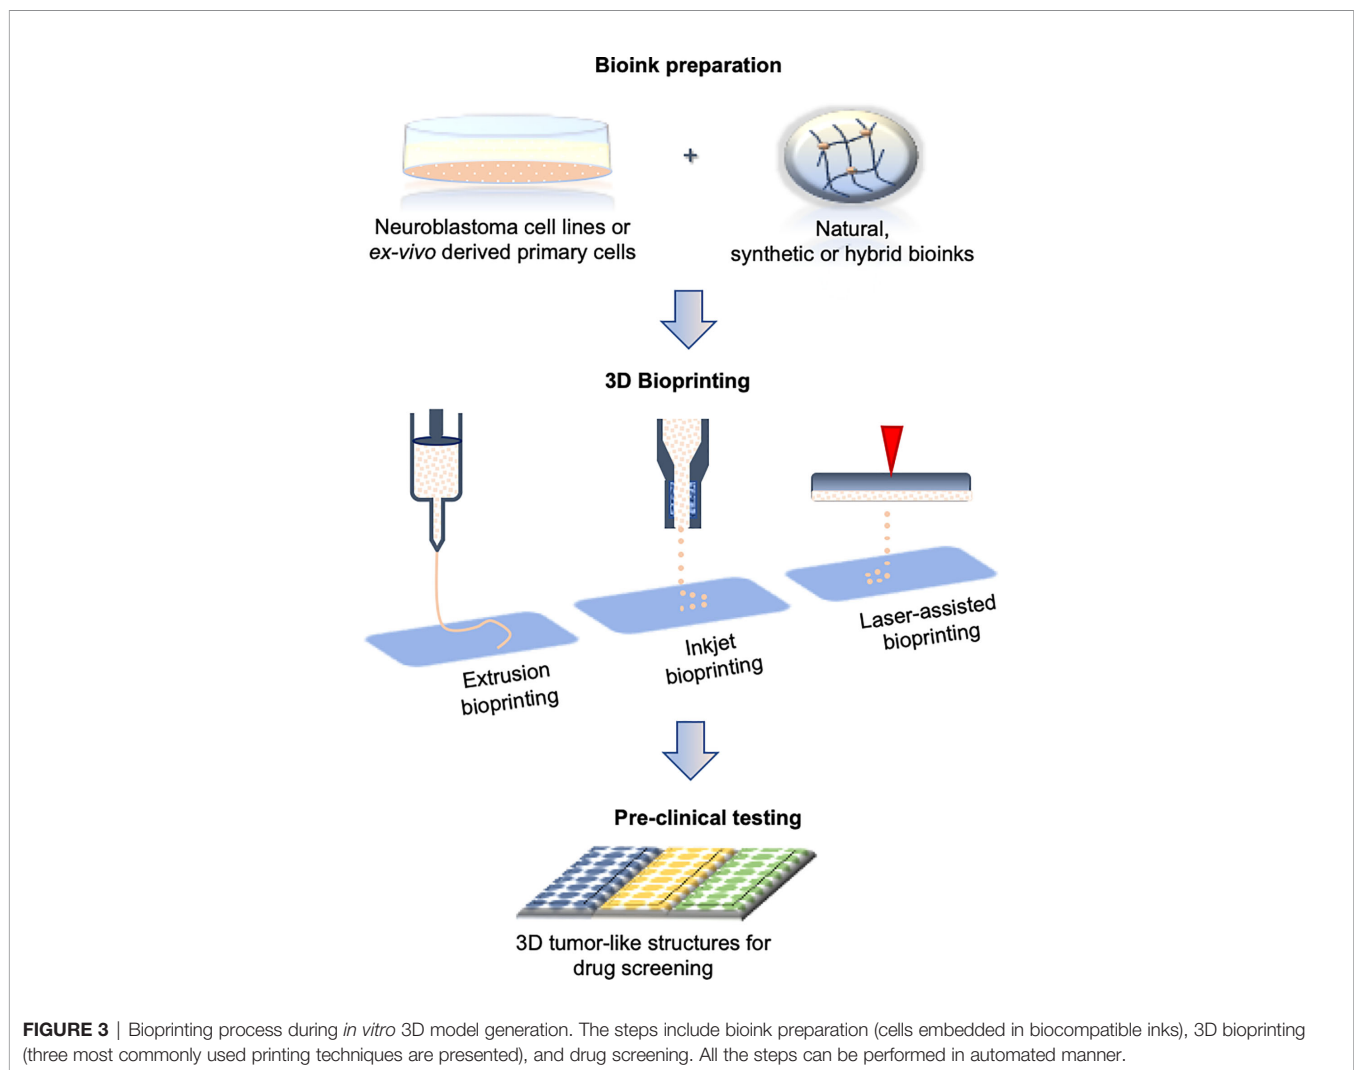 Bioink preparation
+
Neuroblastoma cell lines or
ex-vivo derived primary cells
Natural,
synthetic or hybrid bioinks
3D Bioprinting
Extrusion
bioprinting
Inkjet
bioprinting
Laser-assisted
bioprinting
Pre-clinical testing
3D tumor-like structures for
drug screening
FIGURE 3 | Bioprinting process during in vitro 3D model generation. The steps include bioink preparation (cells embedded in biocompatible inks), 3D bioprinting
(three most commonly used printing techniques are presented), and drug screening. All the steps can be performed in automated manner.